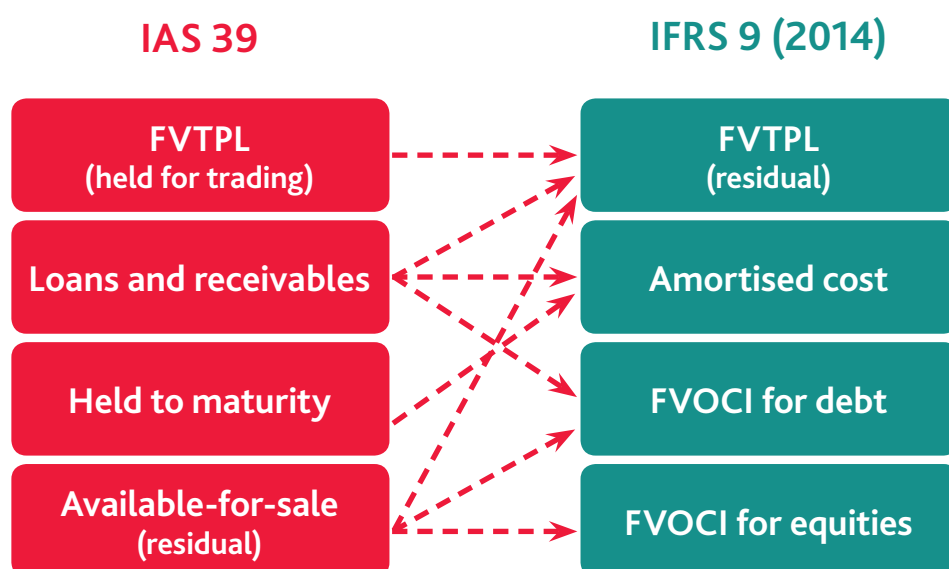 IAS 39
IFRS 9 (2014)
FVTPL
(held for trading)
FVTPL
(residual)
Loans and receivables
Amortised cost
Held to maturity
FVOCI for debt
Available-for-sale
(residual)
FVOCI for equities